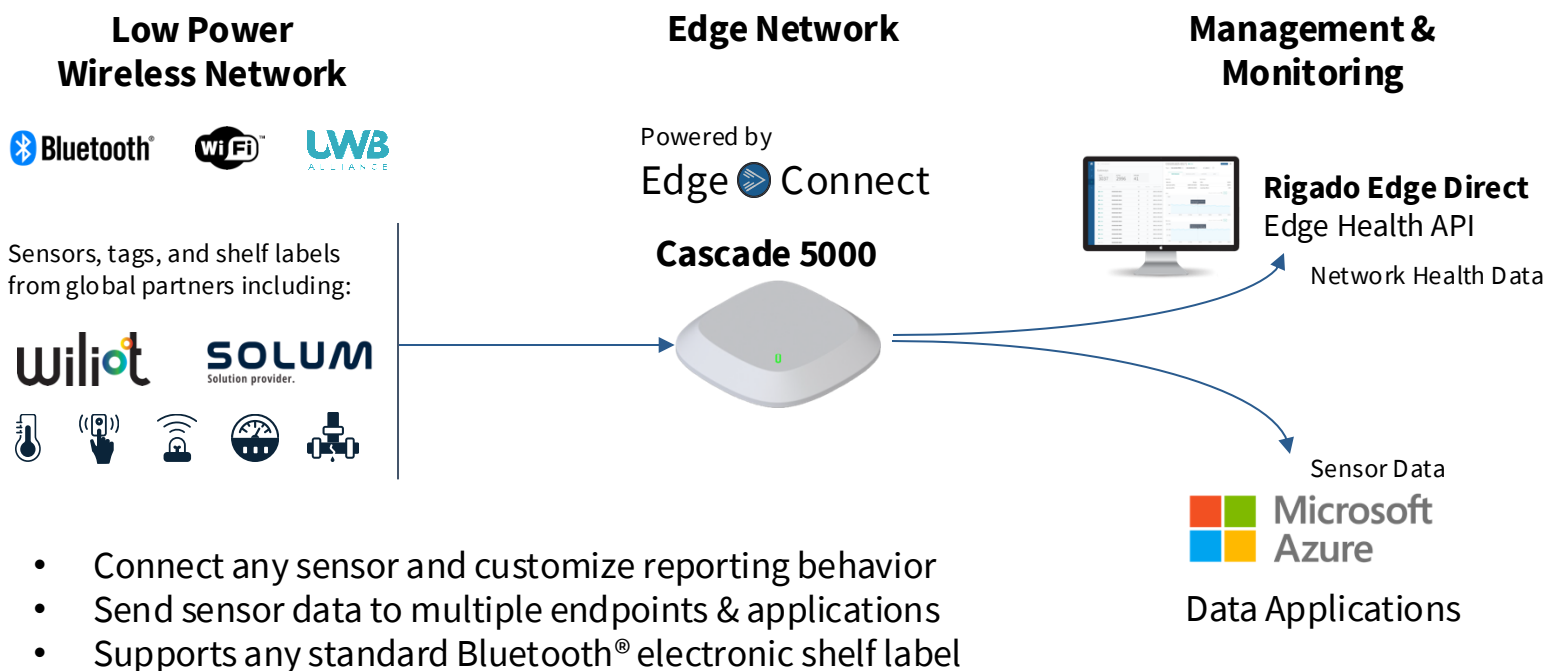 Low Power
Wireless Network
Bluetooth®
WiFi™
UWB
ALLIANCE
Sensors, tags, and shelf labels
from global partners including:
wiliot
SOLUM
Solution provider.
Edge Network
Powered by
Edge Connect
Cascade 5000
Management &
Monitoring
Rigado Edge Direct
Edge Health API
Network Health Data
Sensor Data
Microsoft
Azure
Data Applications
• Connect any sensor and customize reporting behavior
• Send sensor data to multiple endpoints & applications
• Supports any standard Bluetooth® electronic shelf label